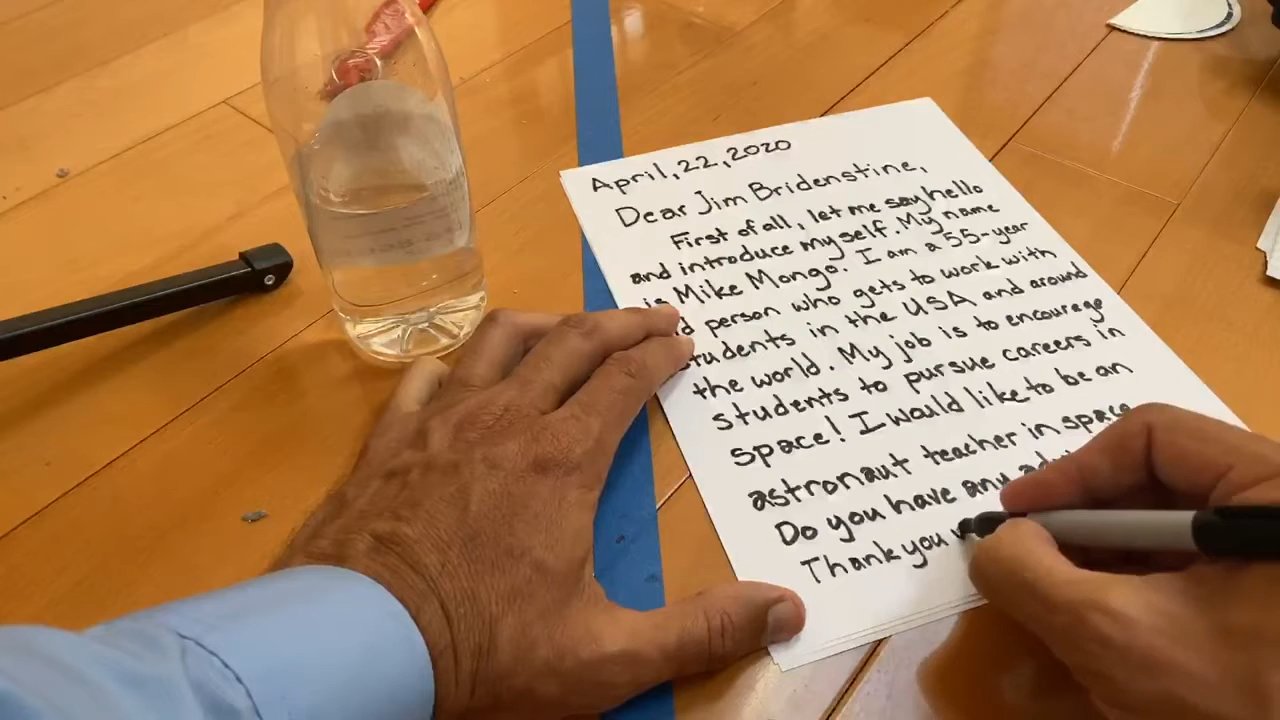 April, 22, 2020
Dear Jim Bridenstine,
First of all, let me say hello
and introduce myself. My name
is Mike Mongo. I am a 55-year
person who gets to work with
students in the USA and around
the world. My job is to encourage
students to pursue careers in
space! I would like to be an
astronaut teacher in space
Do you have any
Thank you